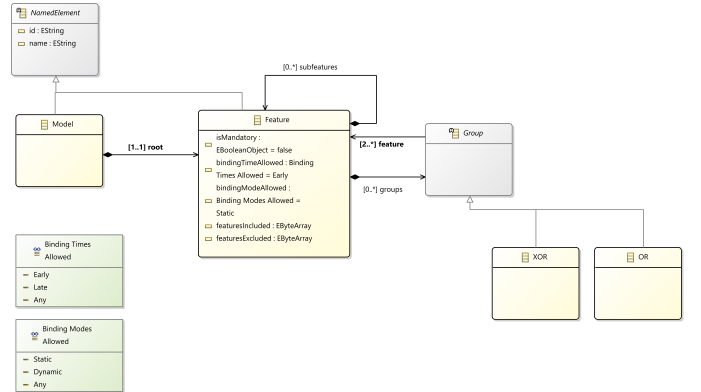 NamedElement
id : EString
name : EString
[0..*] subfeatures
Model
Feature
isMandatory :
EBooleanObject = false
bindingTimeAllowed : Binding
Times Allowed = Early
bindingModeAllowed :
Binding Modes Allowed =
Static
featuresIncluded : EByteArray
featuresExcluded : EByteArray
[1..1] root
[2..*] feature
Group
[0..*] groups
XOR
OR
Binding Times
Allowed
Early
Late
Any
Binding Modes
Allowed
Static
Dynamic
Any